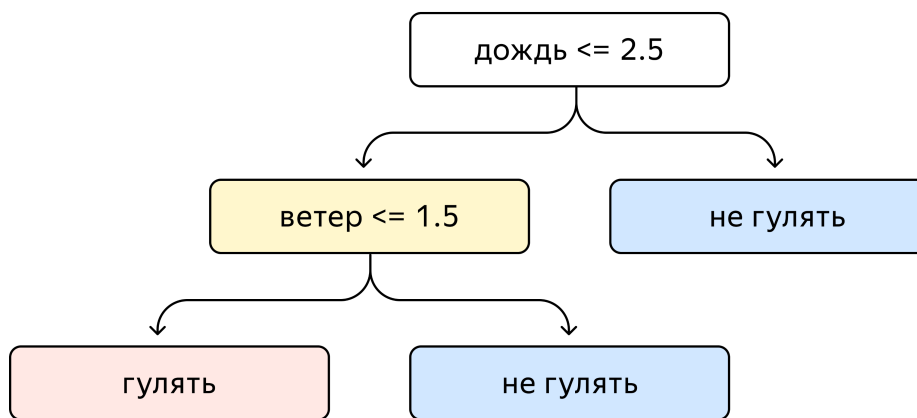 дождь <= 2.5
ветер <= 1.5
не гулять
гулять
не гулять